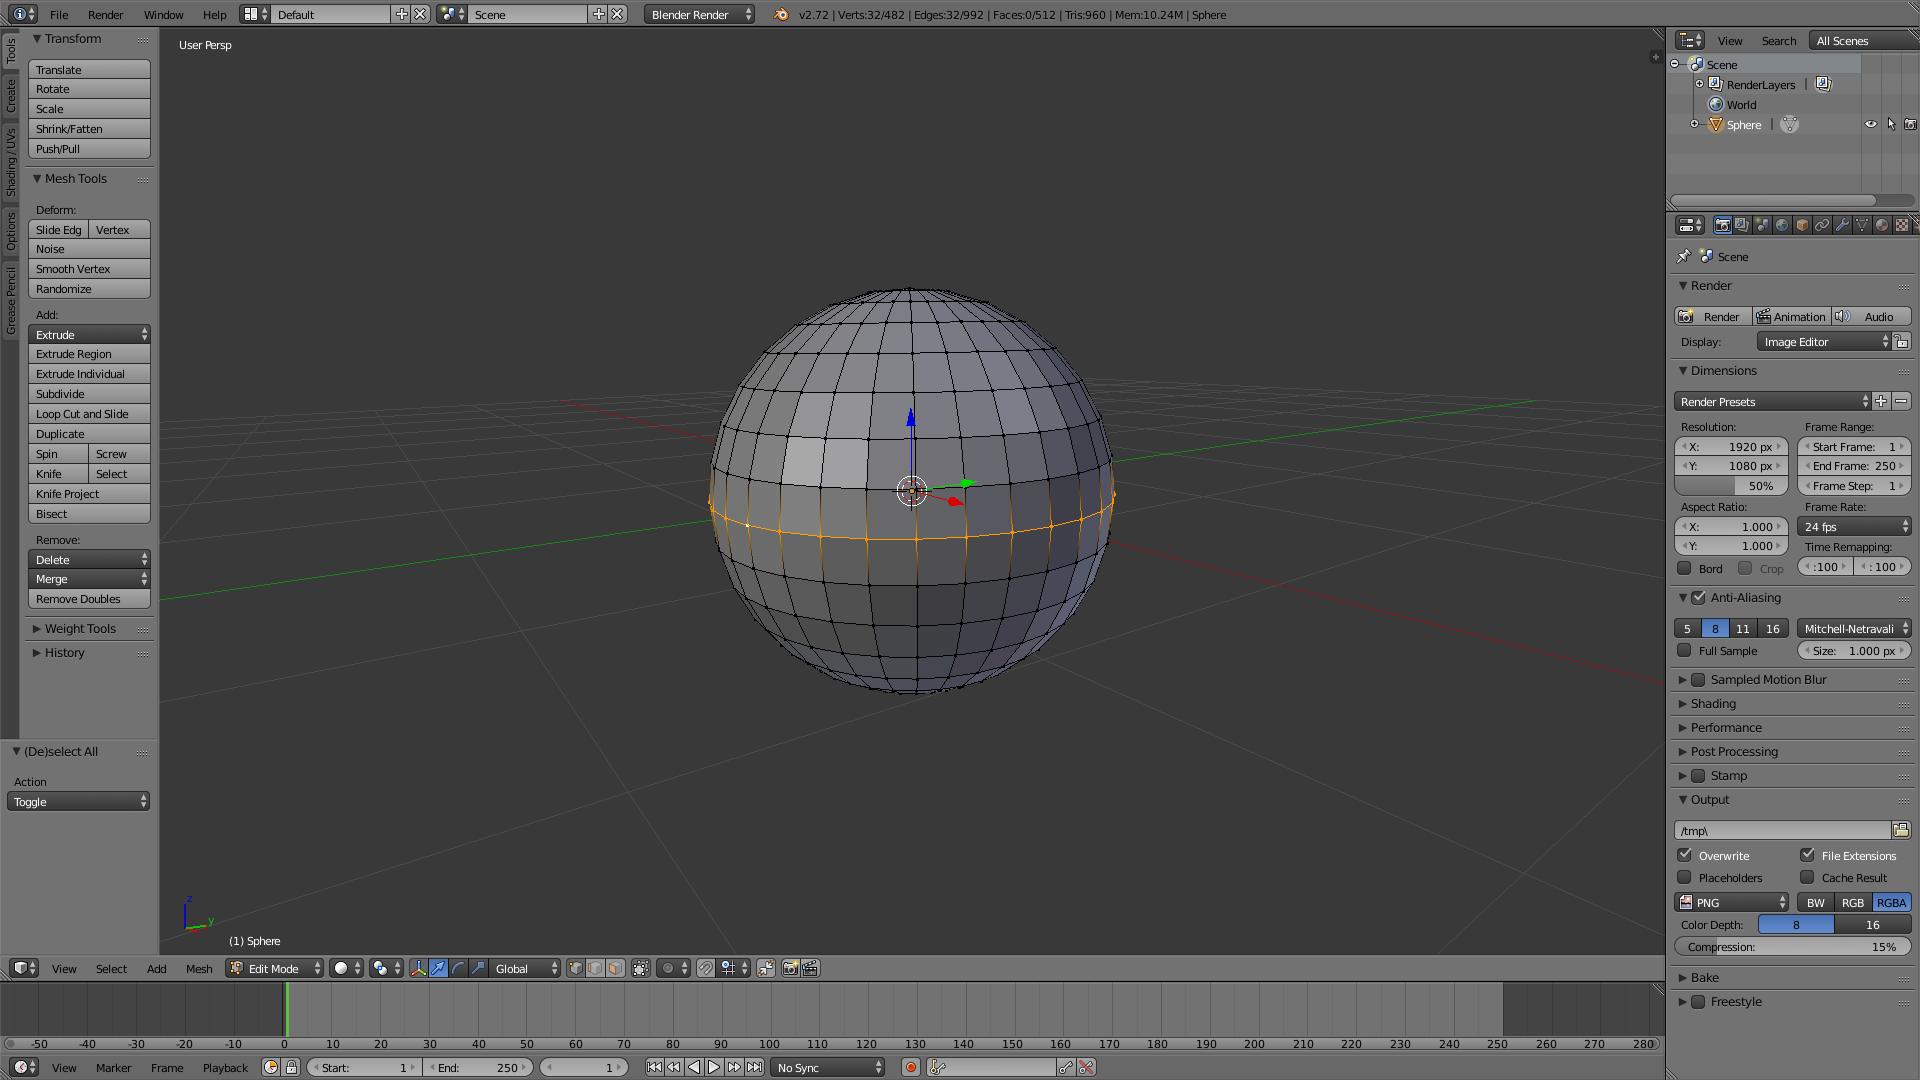 File Render Window Help Default Scene Blender Render v2.72 | Verts:32/482 | Edges:32/992 | Faces:0/512 | Tris:960 | Mem:10.24M | Sphere
Tools
Create
Shading / UVs
Options
Grease Pencil
Transform
Translate
Rotate
Scale
Shrink/Fatten
Push/Pull
Mesh Tools
Deform:
Slide Edg Vertex
Noise
Smooth Vertex
Randomize
Add:
Extrude
Extrude Region
Extrude Individual
Subdivide
Loop Cut and Slide
Duplicate
Spin Screw
Knife Select
Knife Project
Bisect
Remove:
Delete
Merge
Remove Doubles
Weight Tools
History
(De)select All
Action
Toggle
User Persp
z
y
(1) Sphere
View Select Add Mesh Edit Mode Global
-50 -40 -30 -20 -10 0 10 20 30 40 50 60 70 80 90 100 110 120 130 140 150 160 170 180 190 200 210 220 230 240 250 260 270 280
View Marker Frame Playback Start: 1 End: 250 1 No Sync
View Search All Scenes
Scene
RenderLayers |
World
Sphere |
Scene
Render
Render Animation Audio
Display: Image Editor
Dimensions
Render Presets
Resolution: Frame Range:
X: 1920 px Start Frame: 1
Y: 1080 px End Frame: 250
50% Frame Step: 1
Aspect Ratio: Frame Rate:
X: 1.000 24 fps
Y: 1.000 Time Remapping:
Bord Crop :100 : 100
Anti-Aliasing
5 8 11 16 Mitchell-Netravali
Full Sample Size: 1.000 px
Sampled Motion Blur
Shading
Performance
Post Processing
Stamp
Output
/tmp\
Overwrite File Extensions
Placeholders Cache Result
PNG BW RGB RGBA
Color Depth: 8 16
Compression: 15%
Bake
Freestyle